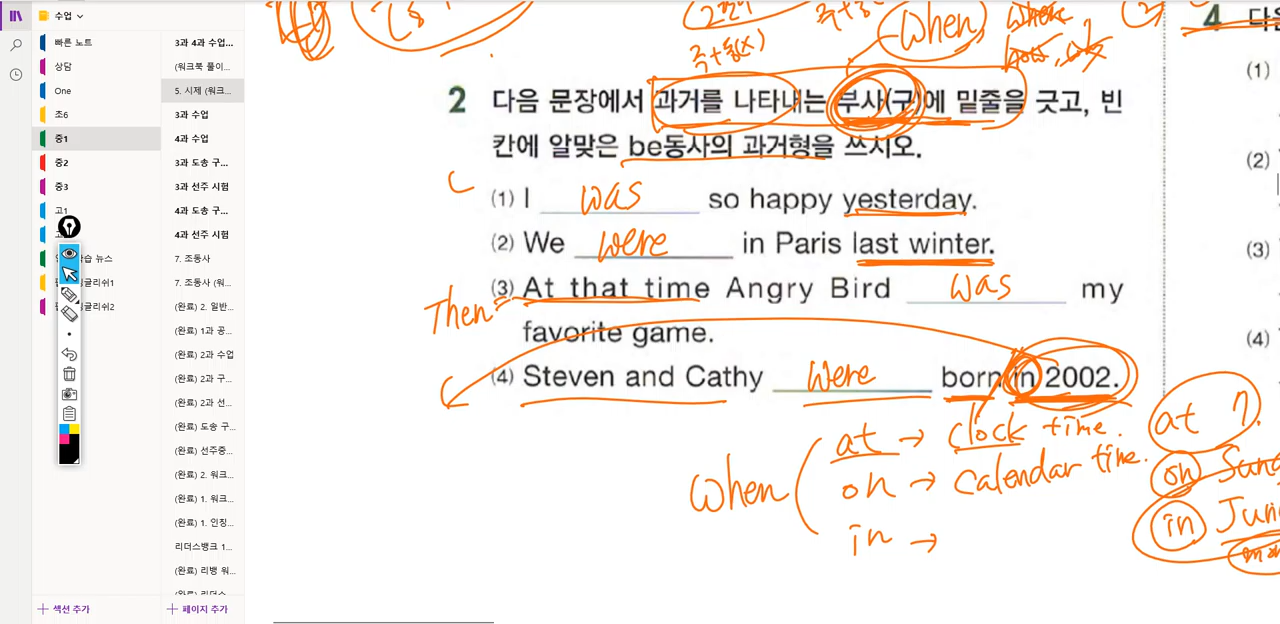 수업
빠른 노트
상담
One
조6
중1
중2
중3
고1
습 뉴스
글리쉬1
글리쉬2
섹션 추가
3과 4과 수업...
(워크북 풀이...
5. 시제 (워크...
3과 수업
4과 수업
3과 도송 구...
3과 선주 시험
4과 도송 구...
4과 선주 시험
7. 조동사
7. 조동사 (워...
(완료) 2. 일반...
(완료) 1과 공...
(완료) 2과 수업
(완료) 2과 구...
(완료) 2과 선...
(완료) 도송 구...
(완료) 선주중...
(완료) 2. 워크...
(완료) 1. 워크...
(완료) 1. 인칭...
리더스뱅크 1...
(완료) 리뱅 워...
페이지 추가
when where
주+동(x)
how, why
2 다음 문장에서 과거를 나타내는 부사(구)에 밑줄을 긋고, 빈
칸에 알맞은 be동사의 과거형을 쓰시오.
(1) I was so happy yesterday.
(2) We were in Paris last winter.
(3) At that time Angry Bird was my
Then =
favorite game.
(4) Steven and Cathy were born in 2002.
when
at → clock time.
on → calendar time.
in →
at 7.
on
in
4 다음
(1)
(2)
(3)
(4)